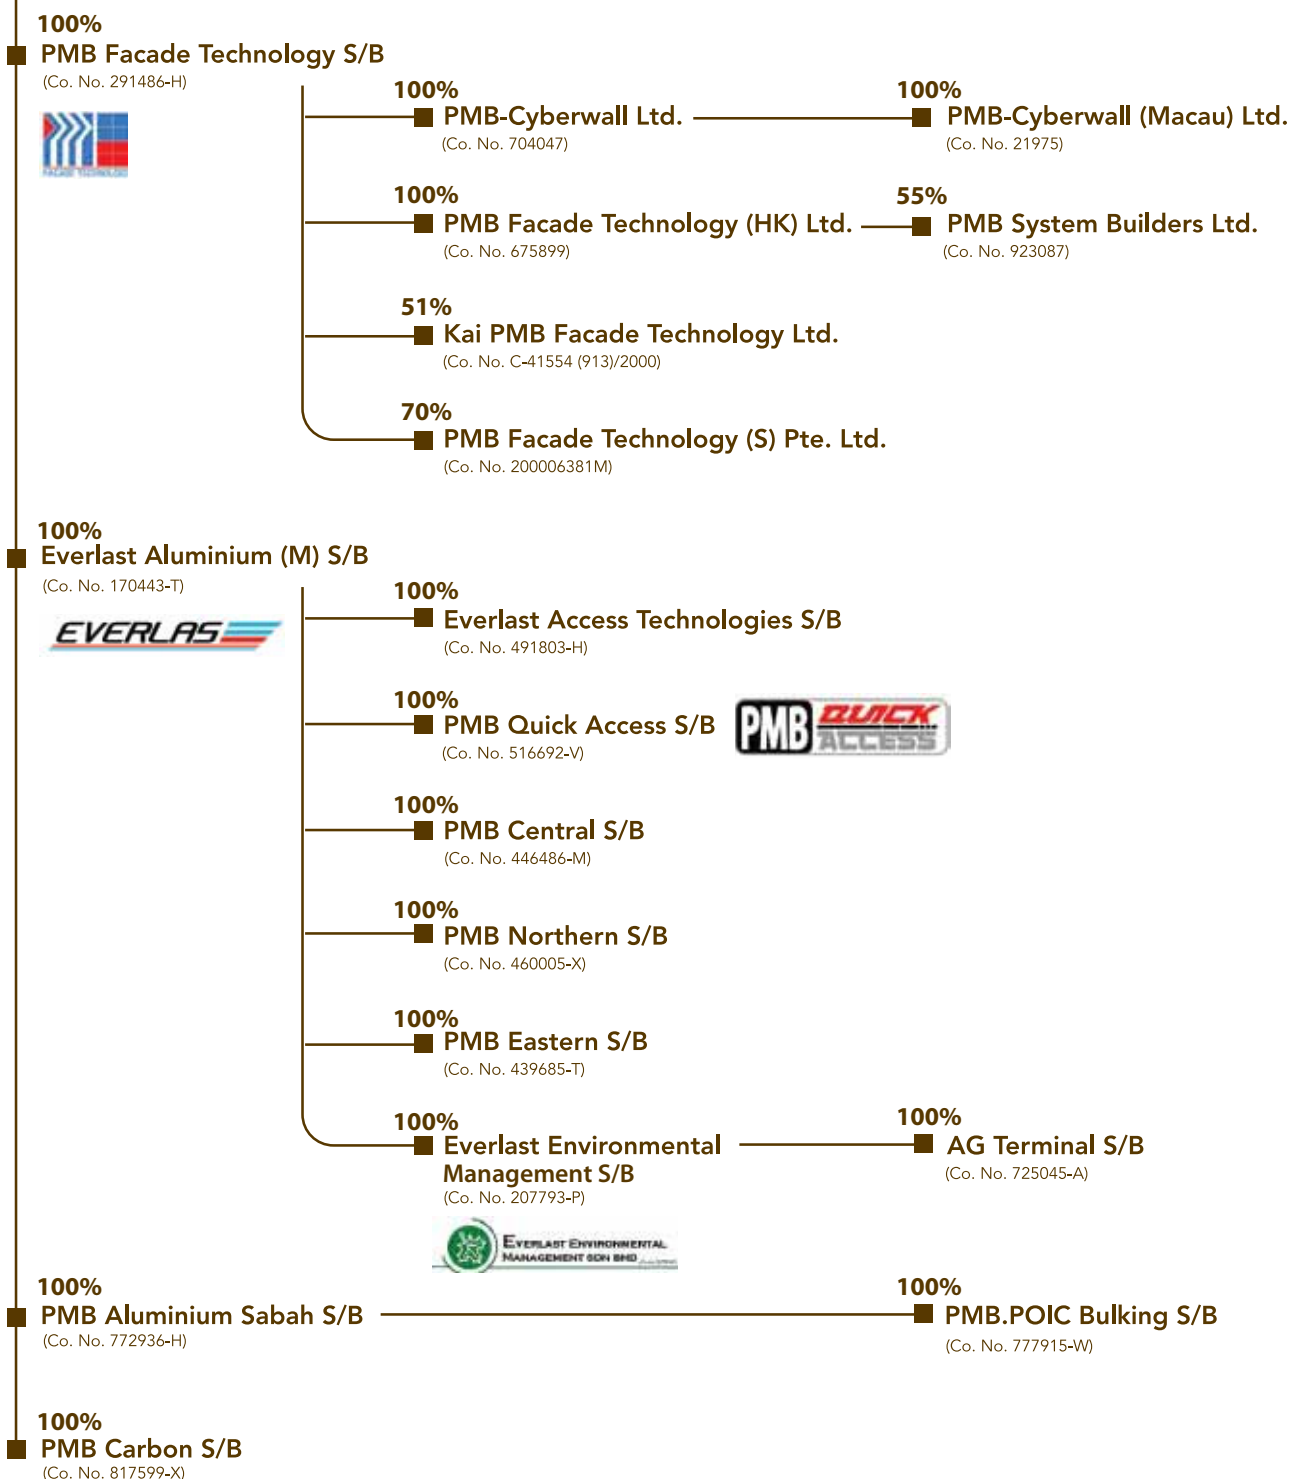 100%
PMB Facade Technology S/B
(Co. No. 291486-H)
FACADE TECHNOLOGY
100%
PMB-Cyberwall Ltd.
(Co. No. 704047)
100%
PMB-Cyberwall (Macau) Ltd.
(Co. No. 21975)
100%
PMB Facade Technology (HK) Ltd.
(Co. No. 675899)
55%
PMB System Builders Ltd.
(Co. No. 923087)
51%
Kai PMB Facade Technology Ltd.
(Co. No. C-41554 (913)/2000)
70%
PMB Facade Technology (S) Pte. Ltd.
(Co. No. 200006381M)
100%
Everlast Aluminium (M) S/B
(Co. No. 170443-T)
EVERLAS
100%
Everlast Access Technologies S/B
(Co. No. 491803-H)
100%
PMB Quick Access S/B
(Co. No. 516692-V)
PMB QUICK
ACCESS
100%
PMB Central S/B
(Co. No. 446486-M)
100%
PMB Northern S/B
(Co. No. 460005-X)
100%
PMB Eastern S/B
(Co. No. 439685-T)
100%
Everlast Environmental
Management S/B
(Co. No. 207793-P)
EVERLAST ENVIRONMENTAL
MANAGEMENT SDN BHD
100%
AG Terminal S/B
(Co. No. 725045-A)
100%
PMB Aluminium Sabah S/B
(Co. No. 772936-H)
100%
PMB.POIC Bulking S/B
(Co. No. 777915-W)
100%
PMB Carbon S/B
(Co. No. 817599-X)